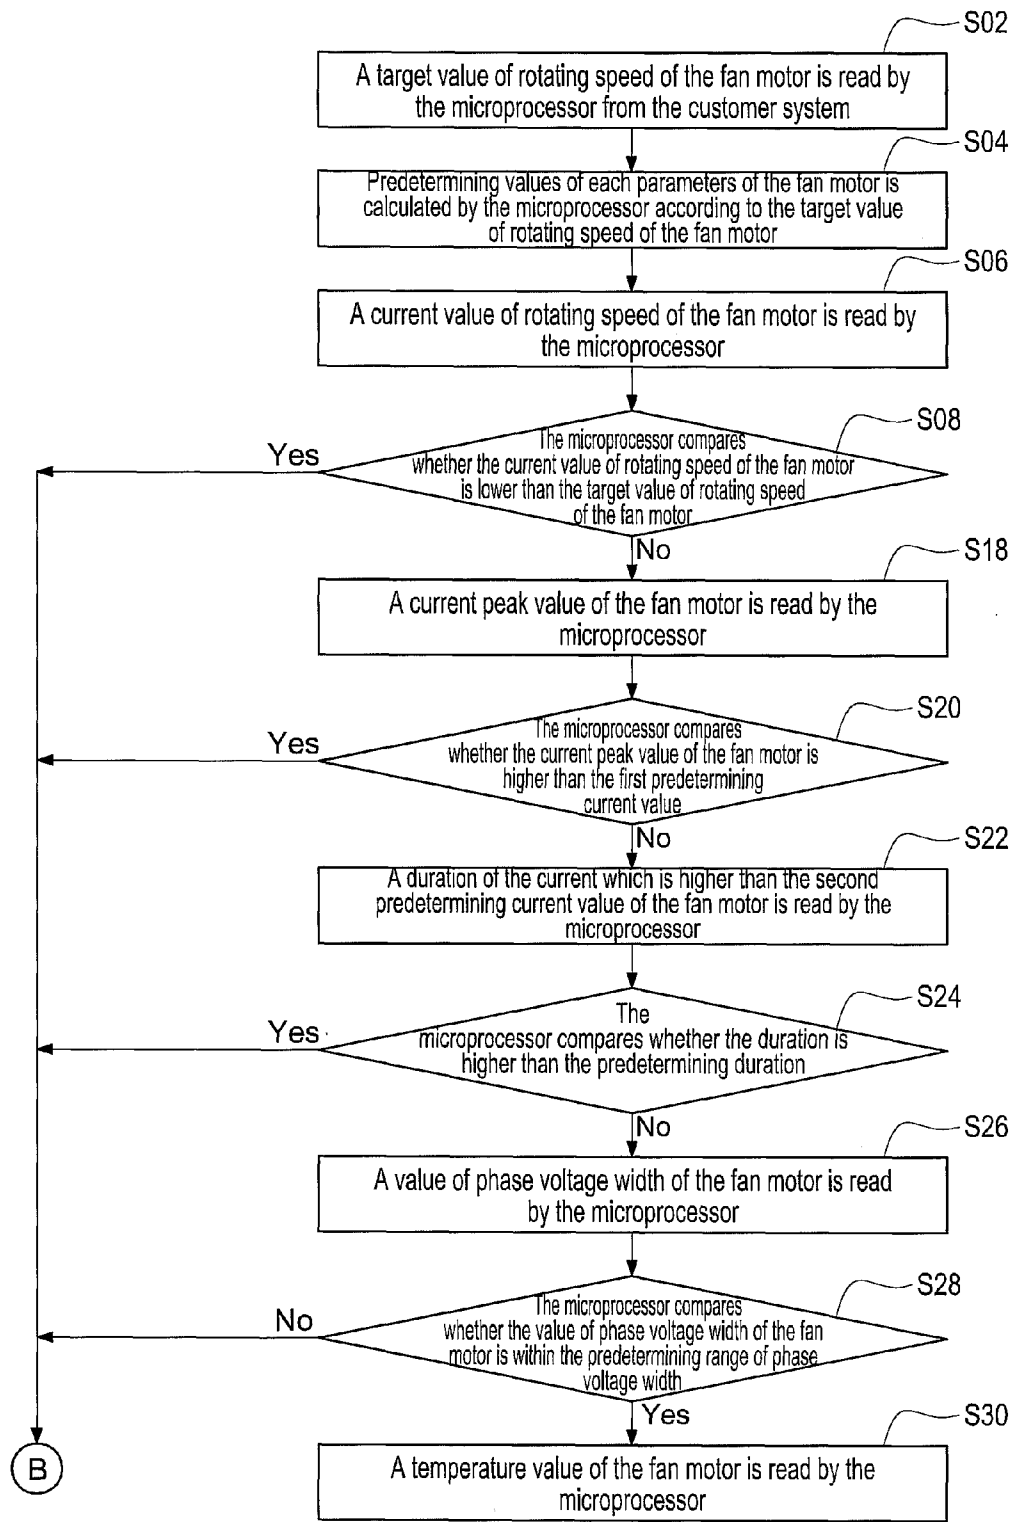 S02
A target value of rotating speed of the fan motor is read by
the microprocessor from the customer system
S04
Predetermining values of each parameters of the fan motor is
calculated by the microprocessor according to the target value
of rotating speed of the fan motor
S06
A current value of rotating speed of the fan motor is read by
the microprocessor
S08
Yes
The microprocessor compares
whether the current value of rotating speed of the fan motor
is lower than the target value of rotating speed
of the fan motor
No
S18
A current peak value of the fan motor is read by the
microprocessor
S20
Yes
The microprocessor compares
whether the current peak value of the fan motor is
higher than the first predetermining
current value
No
S22
A duration of the current which is higher than the second
predetermining current value of the fan motor is read by the
microprocessor
S24
Yes
The
microprocessor compares whether the duration is
higher than the predetermining duration
No
S26
A value of phase voltage width of the fan motor is read
by the microprocessor
S28
No
The microprocessor compares
whether the value of phase voltage width of the fan
motor is within the predetermining range of phase
voltage width
Yes
S30
B
A temperature value of the fan motor is read by the
microprocessor